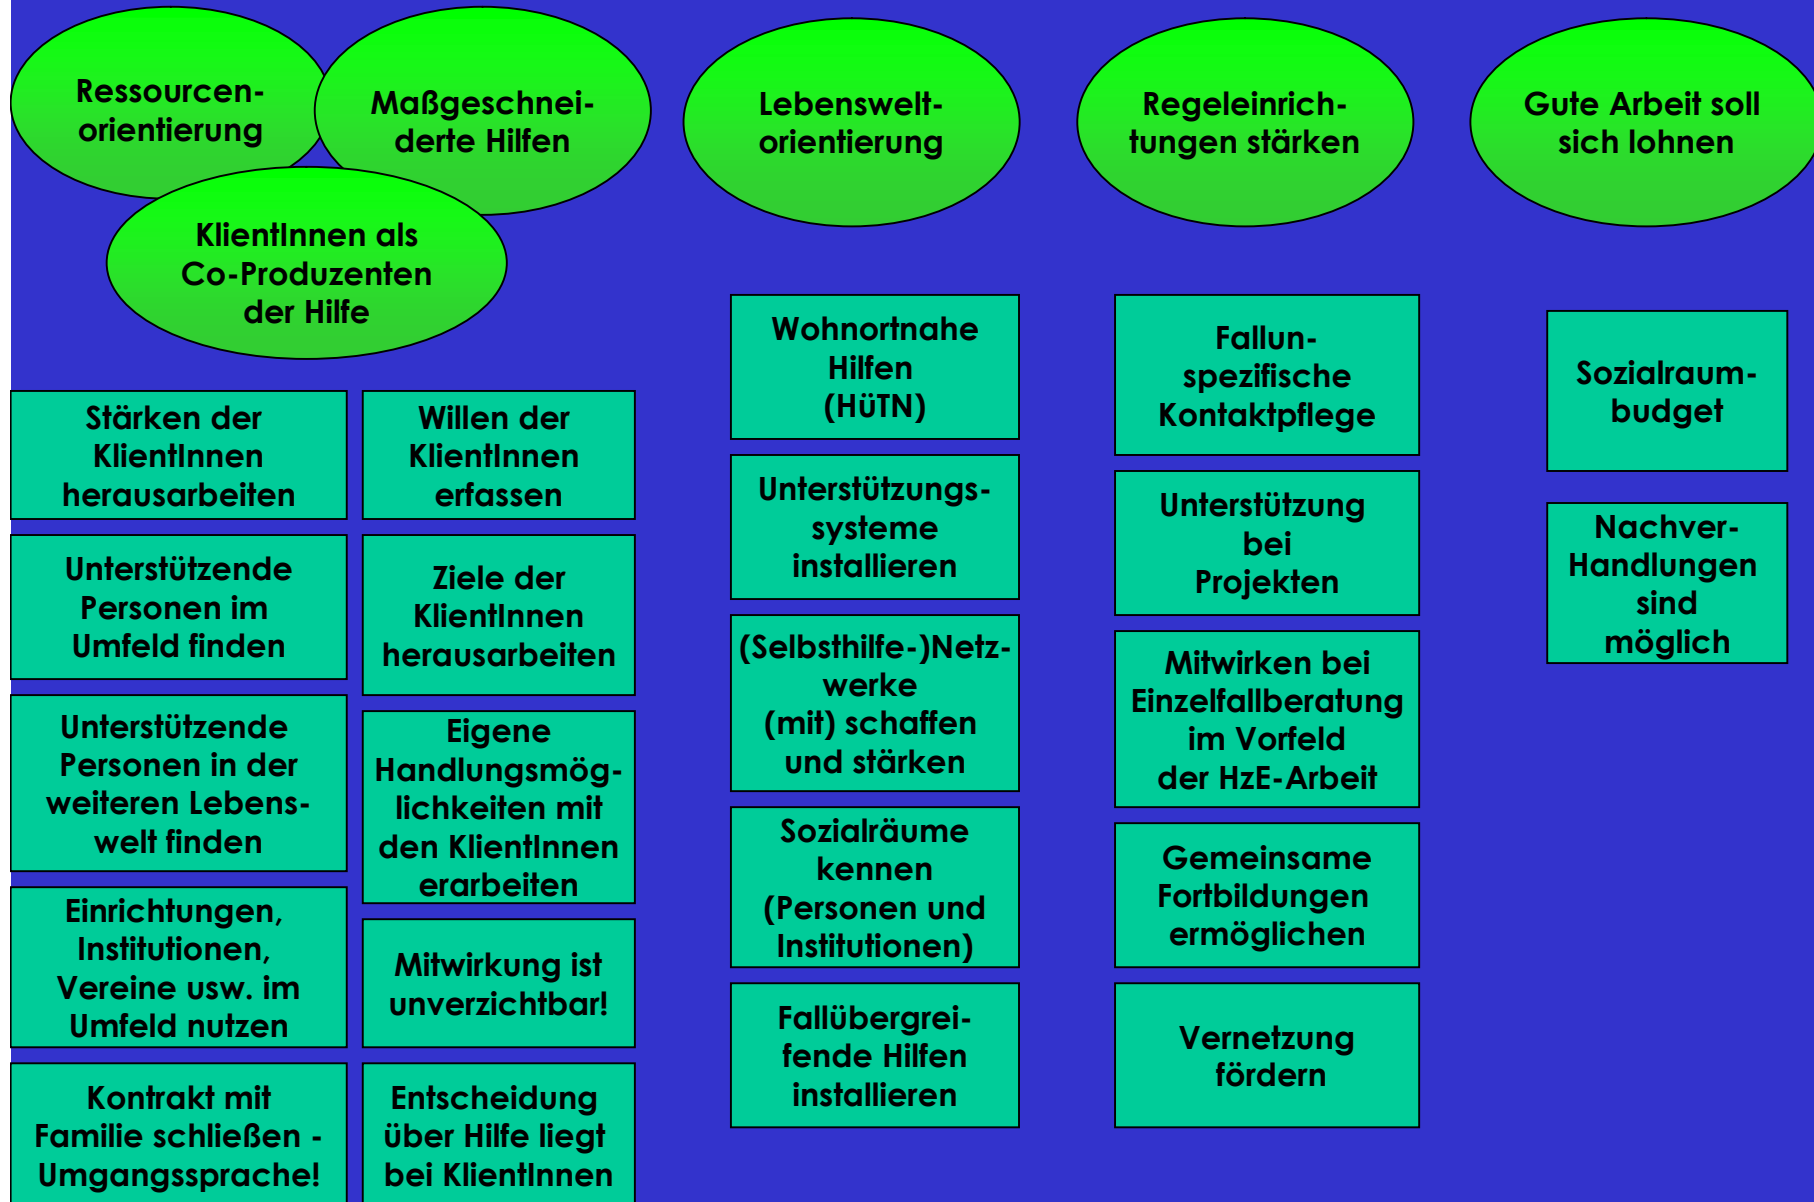 Ressourcen-
orientierung
Maßgeschnei-
derte Hilfen
KlientInnen als
Co-Produzenten
der Hilfe
Lebenswelt-
orientierung
Regeleinrich-
tungen stärken
Gute Arbeit soll
sich lohnen
Stärken der
KlientInnen
herausarbeiten
Unterstützende
Personen im
Umfeld finden
Unterstützende
Personen in der
weiteren Lebens-
welt finden
Einrichtungen,
Institutionen,
Vereine usw. im
Umfeld nutzen
Kontrakt mit
Familie schließen -
Umgangssprache!
Willen der
KlientInnen
erfassen
Ziele der
KlientInnen
herausarbeiten
Eigene
Handlungsmög-
lichkeiten mit
den KlientInnen
erarbeiten
Mitwirkung ist
unverzichtbar!
Entscheidung
über Hilfe liegt
bei KlientInnen
Wohnortnahe
Hilfen
(HüTN)
Unterstützungs-
systeme
installieren
(Selbsthilfe-)Netz-
werke
(mit) schaffen
und stärken
Sozialräume
kennen
(Personen und
Institutionen)
Fallübergrei-
fende Hilfen
installieren
Fallun-
spezifische
Kontaktpflege
Unterstützung
bei
Projekten
Mitwirken bei
Einzelfallberatung
im Vorfeld
der HzE-Arbeit
Gemeinsame
Fortbildungen
ermöglichen
Vernetzung
fördern
Sozialraum-
budget
Nachver-
Handlungen
sind
möglich